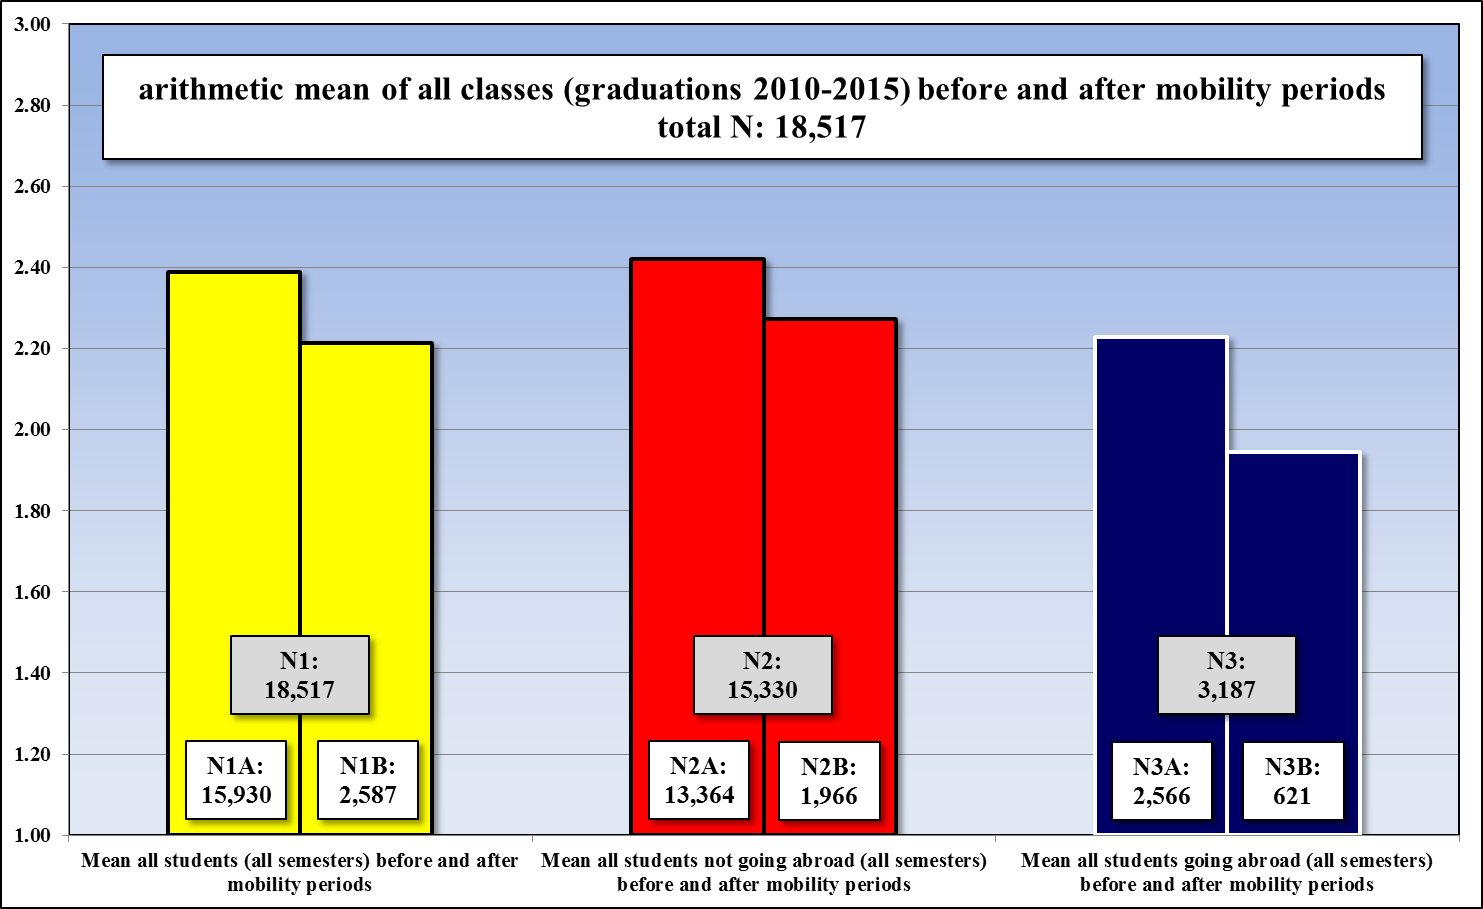 arithmetic mean of all classes (graduations 2010-2015) before and after mobility periods
total N: 18,517
3.00
2.80
2.60
2.40
2.20
2.00
1.80
1.60
1.40
1.20
1.00
N1:
18,517
N1A:
15,930
N1B:
2,587
N2:
15,330
N2A:
13,364
N2B:
1,966
N3:
3,187
N3A:
2,566
N3B:
621
Mean all students (all semesters) before and after
mobility periods
Mean all students not going abroad (all semesters)
before and after mobility periods
Mean all students going abroad (all semesters)
before and after mobility periods